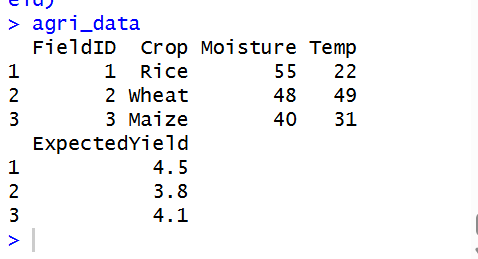 eld)
> agri_data
  FieldID  Crop Moisture Temp
1       1  Rice       55   22
2       2 Wheat       48   49
3       3 Maize       40   31
  ExpectedYield
1           4.5
2           3.8
3           4.1
>